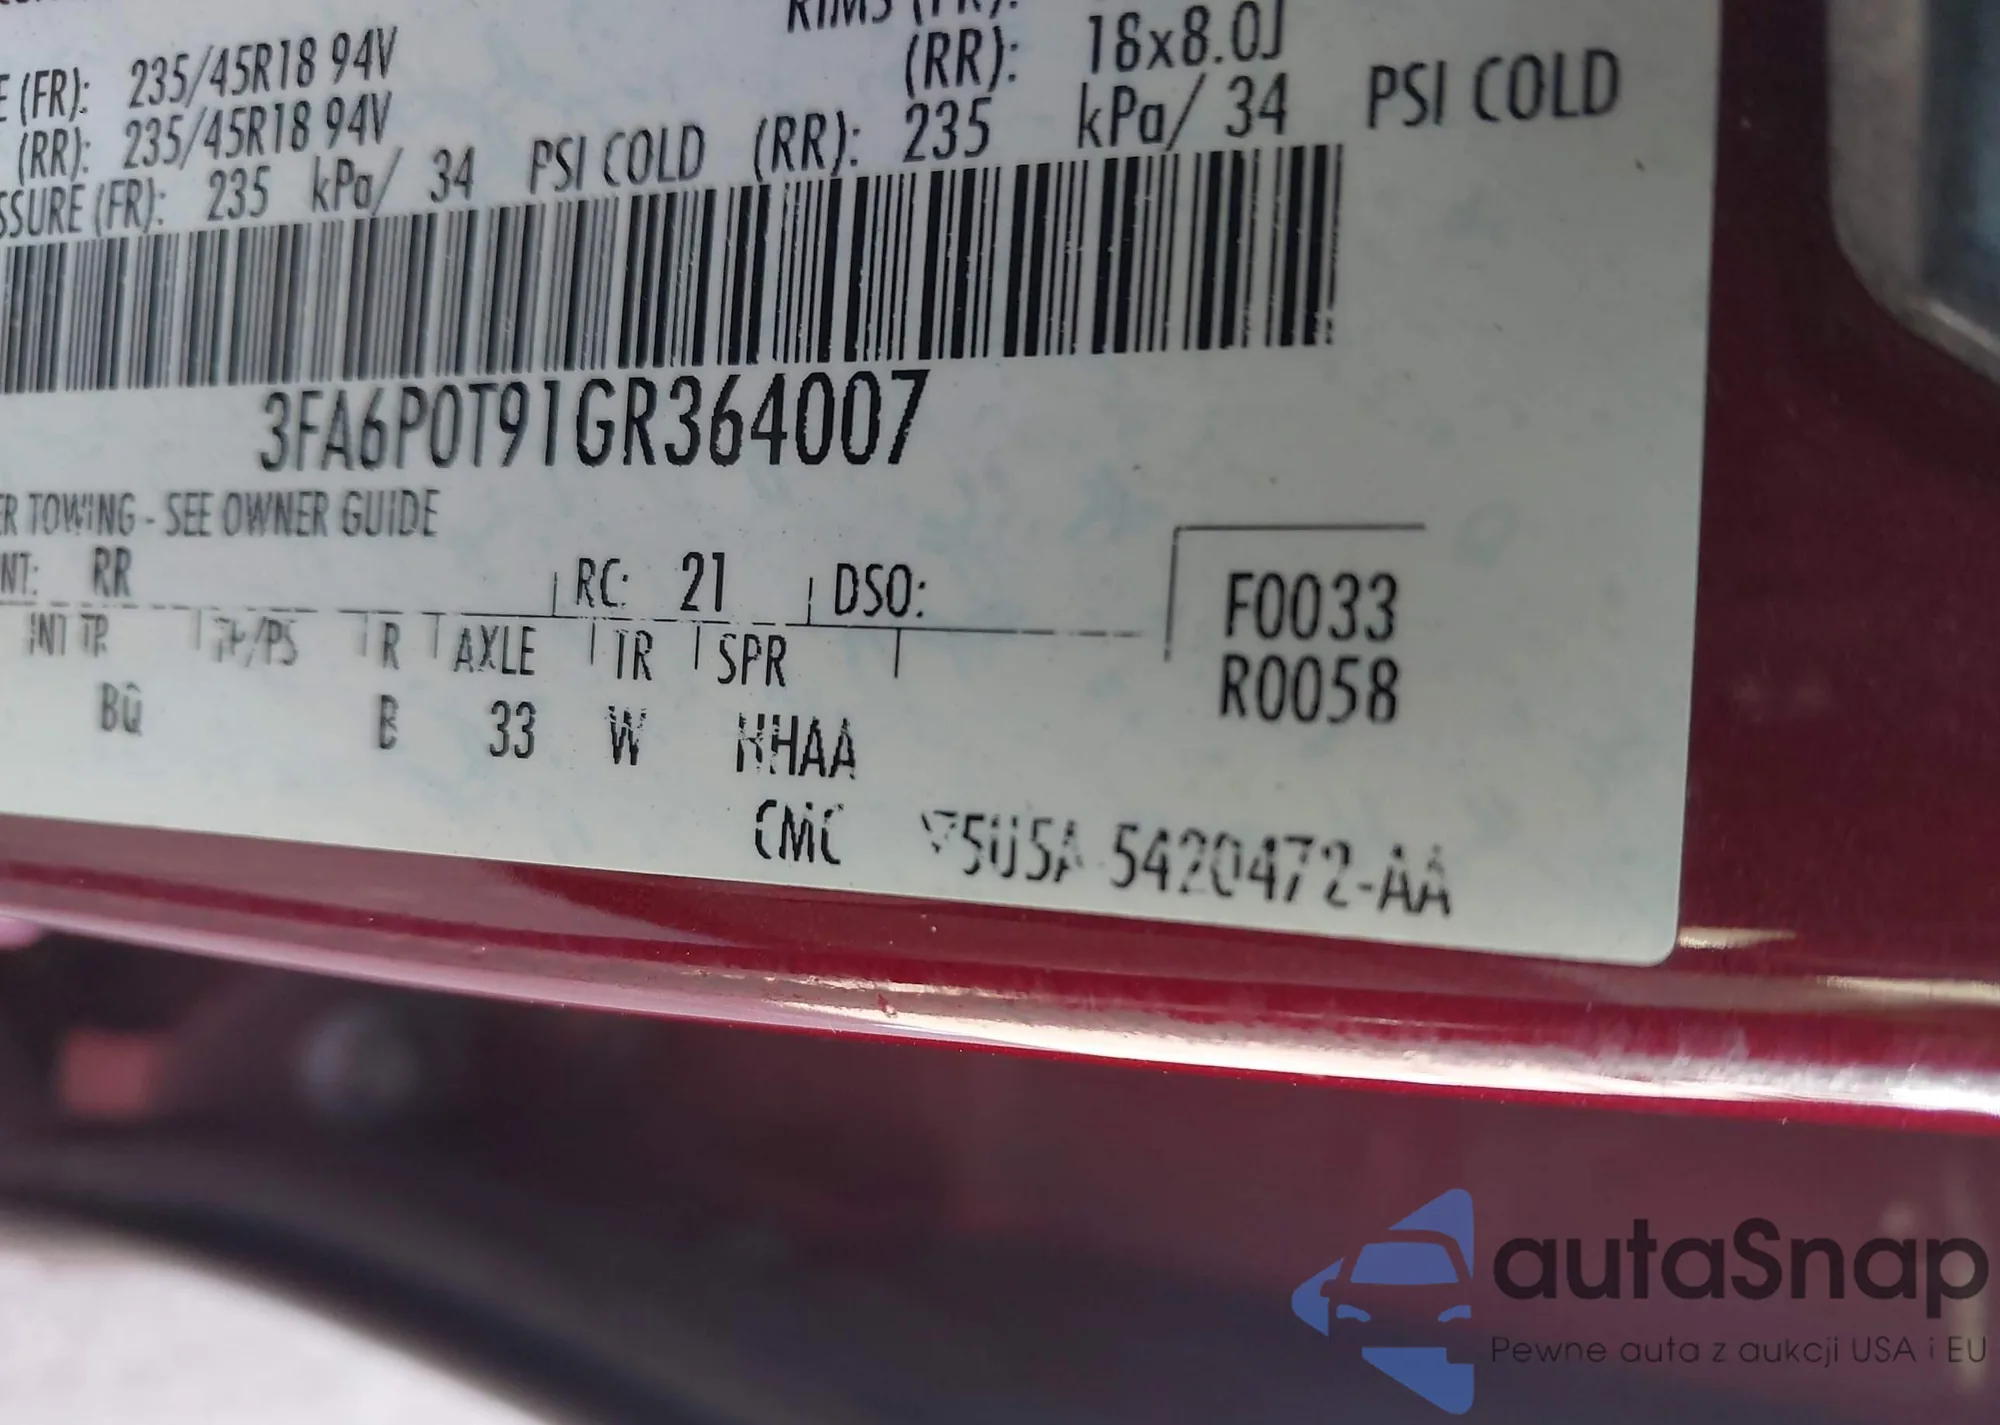 RIMS (FR):
E (FR): 235/45R18 94V (RR): 18x8.0J
(RR): 235/45R18 94V
SSURE (FR): 235 kPa/ 34 PSI COLD (RR): 235 kPa/ 34 PSI COLD
3FA6P0T91GR364007
ER TOWING - SEE OWNER GUIDE
NT: RR RC: 21 DSO:
F0033
R0058
INT TR TP/PS R AXLE TR SPR
BQ B 33 W HHAA
CMC 5U5A 5420472-AA
autaSnap
Pewne auta z aukcji USA i EU